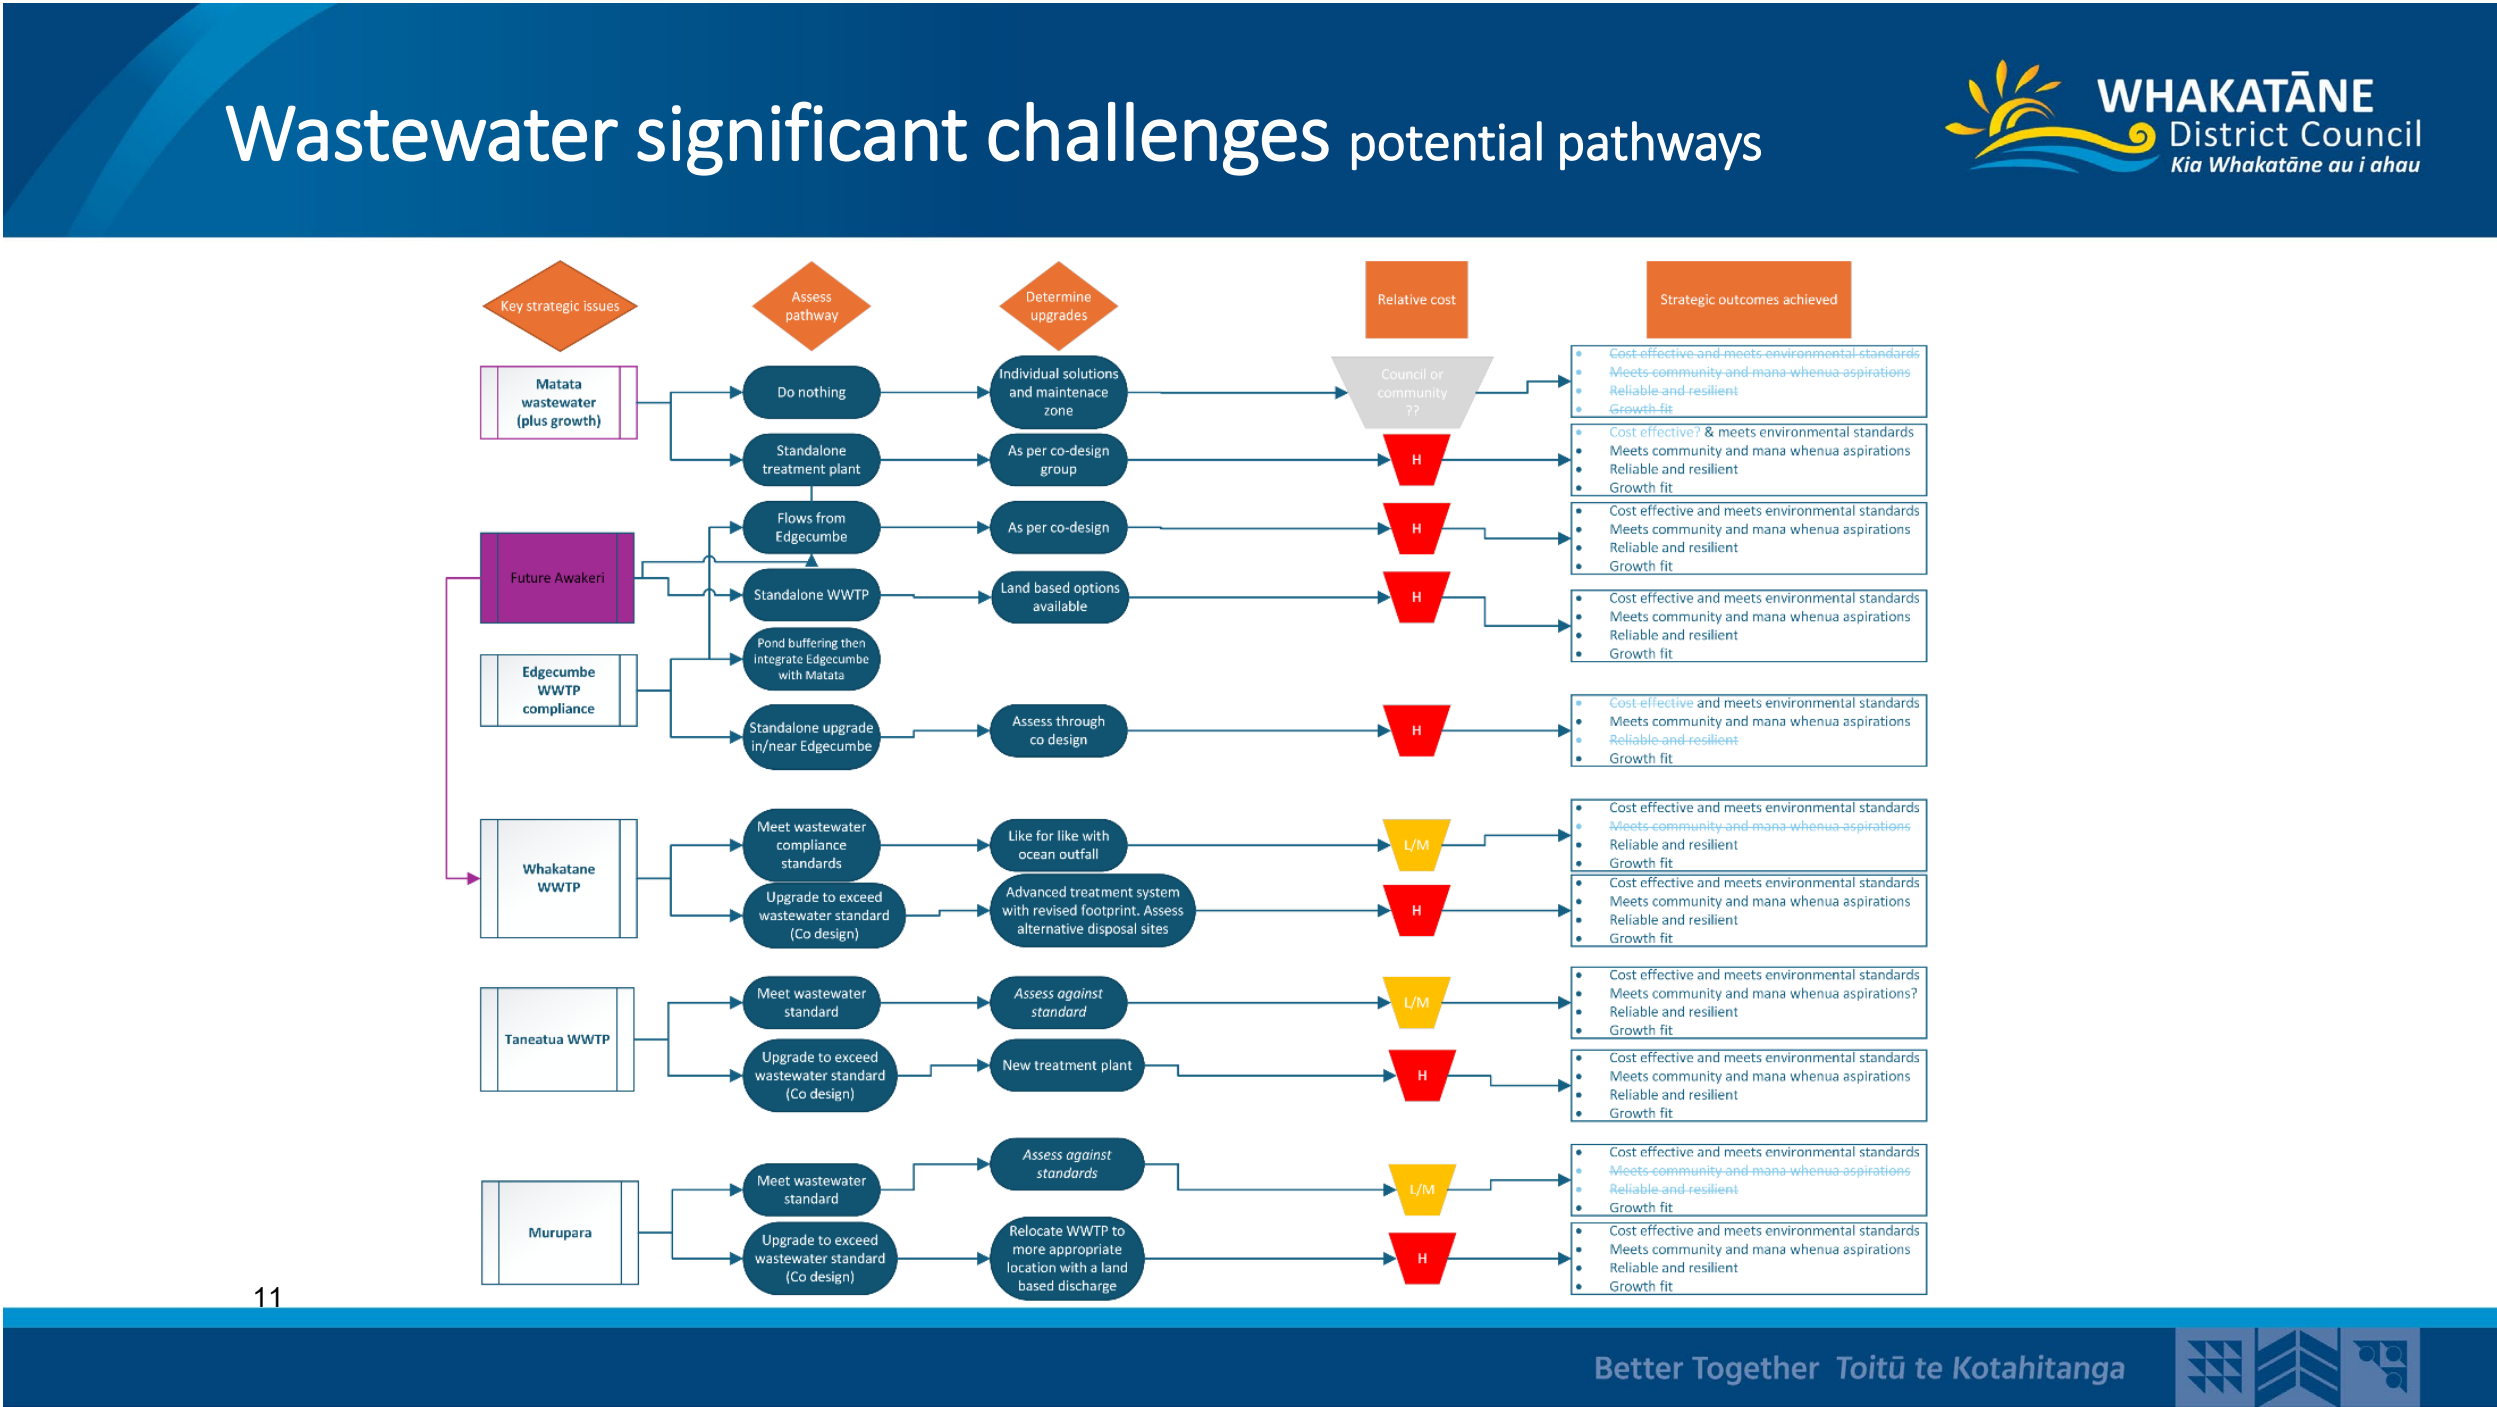 Wastewater significant challenges potential pathways
WHAKATĀNE
District Council
Kia Whakatāne au i ahau
Key strategic issues
Assess
pathway
Determine
upgrades
Relative cost
Strategic outcomes achieved
Matata
wastewater
(plus growth)
Do nothing
Individual solutions
and maintenace
zone
Council or
community
??
Cost effective and meets environmental standards
Meets community and mana whenua aspirations
Reliable and resilient
Growth fit
Standalone
treatment plant
As per co-design
group
H
Cost effective? & meets environmental standards
Meets community and mana whenua aspirations
Reliable and resilient
Growth fit
Flows from
Edgecumbe
As per co-design
H
Cost effective and meets environmental standards
Meets community and mana whenua aspirations
Reliable and resilient
Growth fit
Future Awakeri
Standalone WWTP
Land based options
available
H
Cost effective and meets environmental standards
Meets community and mana whenua aspirations
Reliable and resilient
Growth fit
Pond buffering then
integrate Edgecumbe
with Matata
Edgecumbe
WWTP
compliance
Standalone upgrade
in/near Edgecumbe
Assess through
co design
H
Cost effective and meets environmental standards
Meets community and mana whenua aspirations
Reliable and resilient
Growth fit
Whakatane
WWTP
Meet wastewater
compliance
standards
Like for like with
ocean outfall
L/M
Cost effective and meets environmental standards
Meets community and mana whenua aspirations
Reliable and resilient
Growth fit
Upgrade to exceed
wastewater standard
(Co design)
Advanced treatment system
with revised footprint. Assess
alternative disposal sites
H
Cost effective and meets environmental standards
Meets community and mana whenua aspirations
Reliable and resilient
Growth fit
Taneatua WWTP
Meet wastewater
standard
Assess against
standard
L/M
Cost effective and meets environmental standards
Meets community and mana whenua aspirations?
Reliable and resilient
Growth fit
Upgrade to exceed
wastewater standard
(Co design)
New treatment plant
H
Cost effective and meets environmental standards
Meets community and mana whenua aspirations
Reliable and resilient
Growth fit
Murupara
Meet wastewater
standard
Assess against
standards
L/M
Cost effective and meets environmental standards
Meets community and mana whenua aspirations
Reliable and resilient
Growth fit
Upgrade to exceed
wastewater standard
(Co design)
Relocate WWTP to
more appropriate
location with a land
based discharge
H
Cost effective and meets environmental standards
Meets community and mana whenua aspirations
Reliable and resilient
Growth fit
11
Better Together Toitū te Kotahitanga